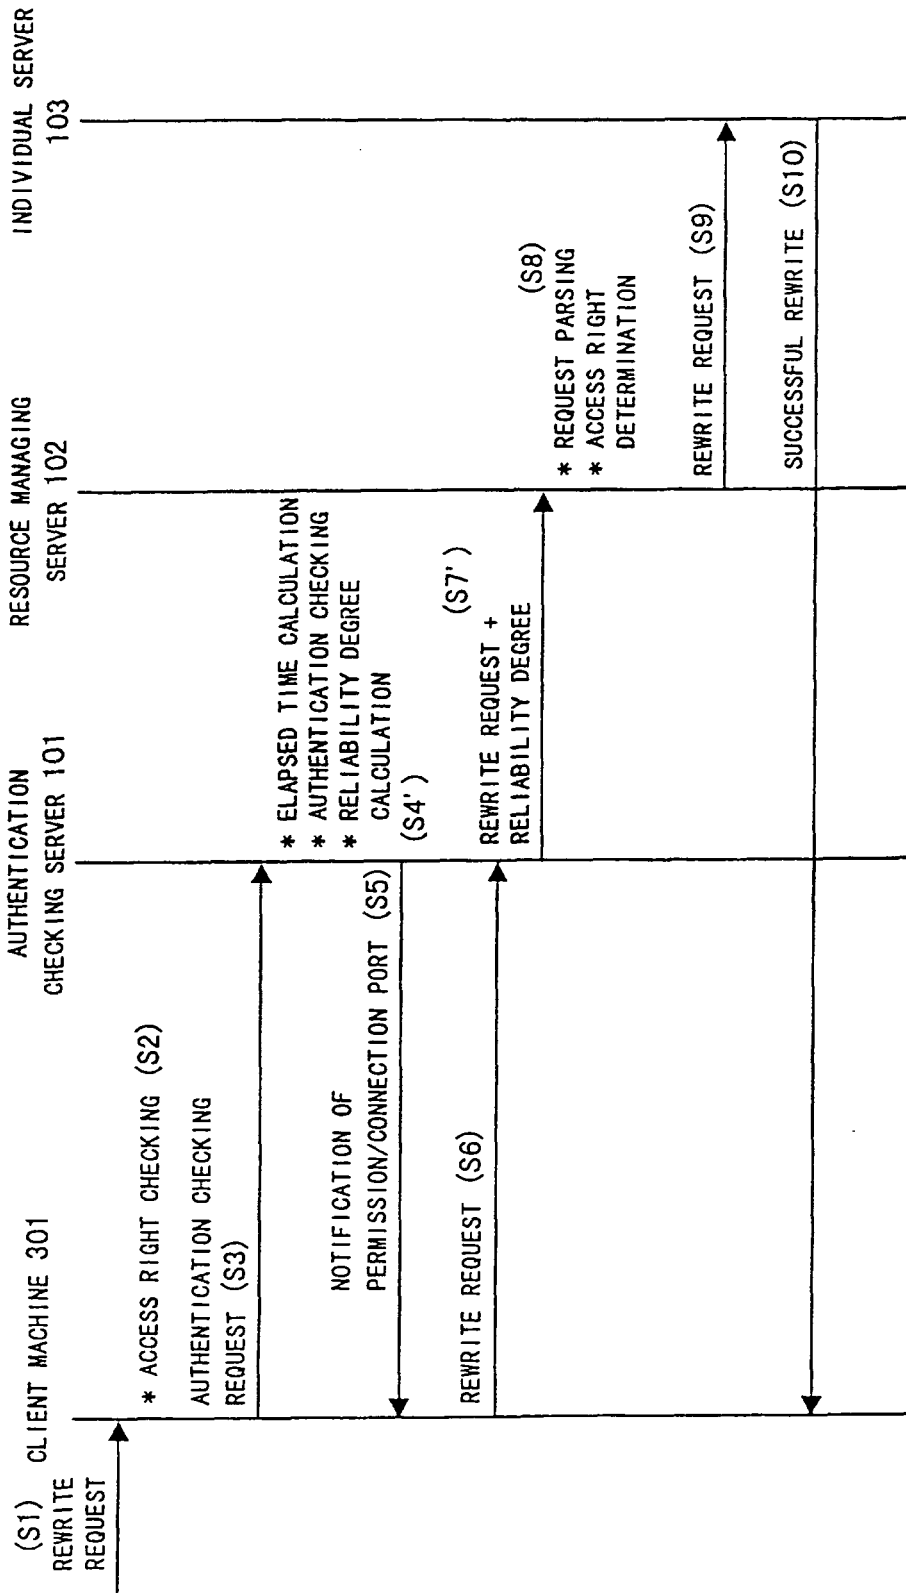 (S1)
REWRITE
REQUEST
CLIENT MACHINE 301
AUTHENTICATION
CHECKING SERVER 101
RESOURCE MANAGING
SERVER 102
INDIVIDUAL SERVER
103
* ACCESS RIGHT CHECKING (S2)
AUTHENTICATION CHECKING
REQUEST (S3)
* ELAPSED TIME CALCULATION
* AUTHENTICATION CHECKING
* RELIABILITY DEGREE
CALCULATION
(S4')
NOTIFICATION OF
PERMISSION/CONNECTION PORT (S5)
REWRITE REQUEST (S6)
(S7')
REWRITE REQUEST +
RELIABILITY DEGREE
(S8)
* REQUEST PARSING
* ACCESS RIGHT
DETERMINATION
REWRITE REQUEST (S9)
SUCCESSFUL REWRITE (S10)